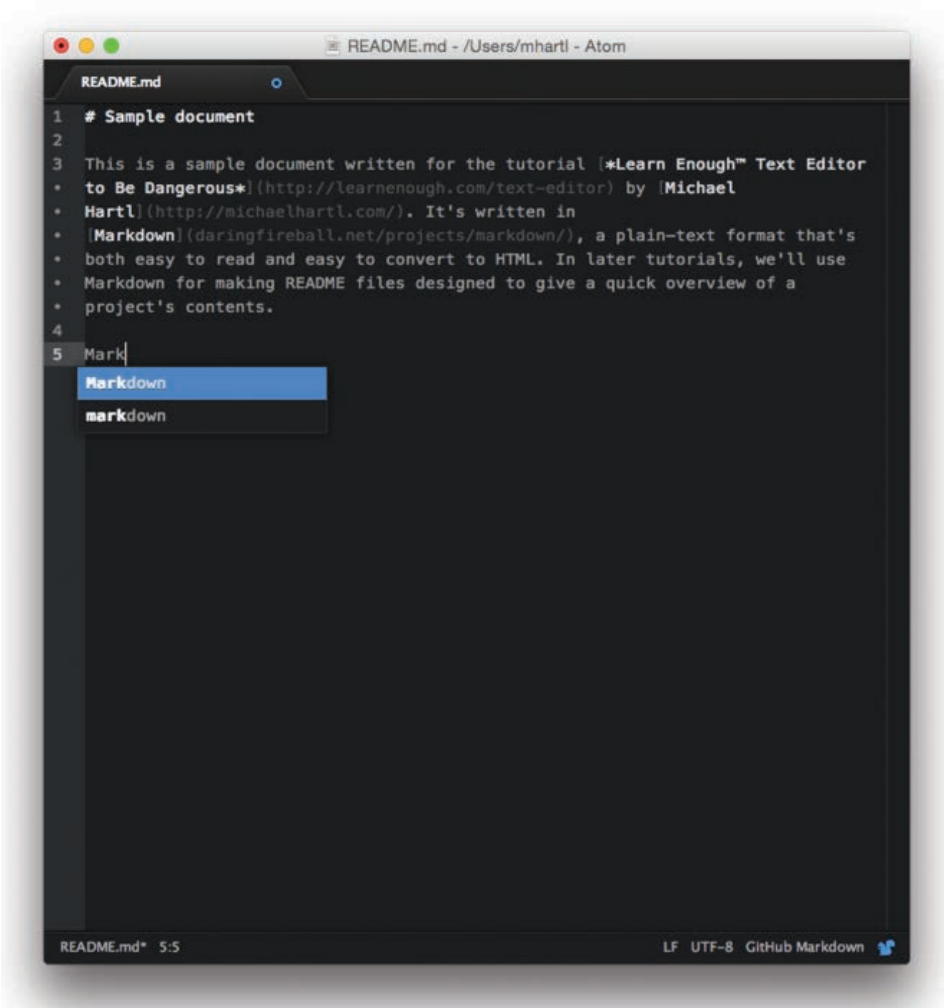 README.md - /Users/mhartl - Atom
README.md
1 # Sample document
2
3 This is a sample document written for the tutorial [*Learn Enough™ Text Editor
• to Be Dangerous*](http://learnenough.com/text-editor) by [Michael
• Hartl](http://michaelhartl.com/). It's written in
• [Markdown](daringfireball.net/projects/markdown/), a plain-text format that's
• both easy to read and easy to convert to HTML. In later tutorials, we'll use
• Markdown for making README files designed to give a quick overview of a
• project's contents.
4
5 Mark
Markdown
markdown
README.md* 5:5 LF UTF-8 GitHub Markdown